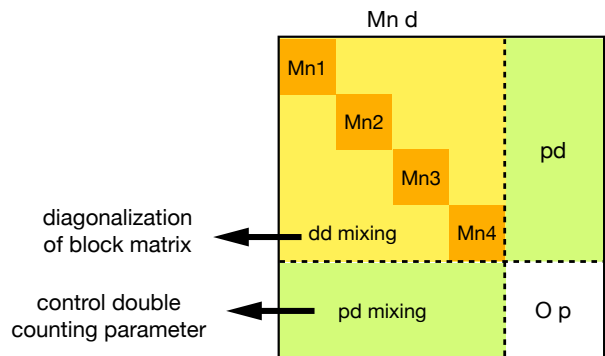 Mn d
Mn1
Mn2
pd
Mn3
diagonalization
of block matrix
dd mixing
Mn4
control double
counting parameter
pd mixing
O p